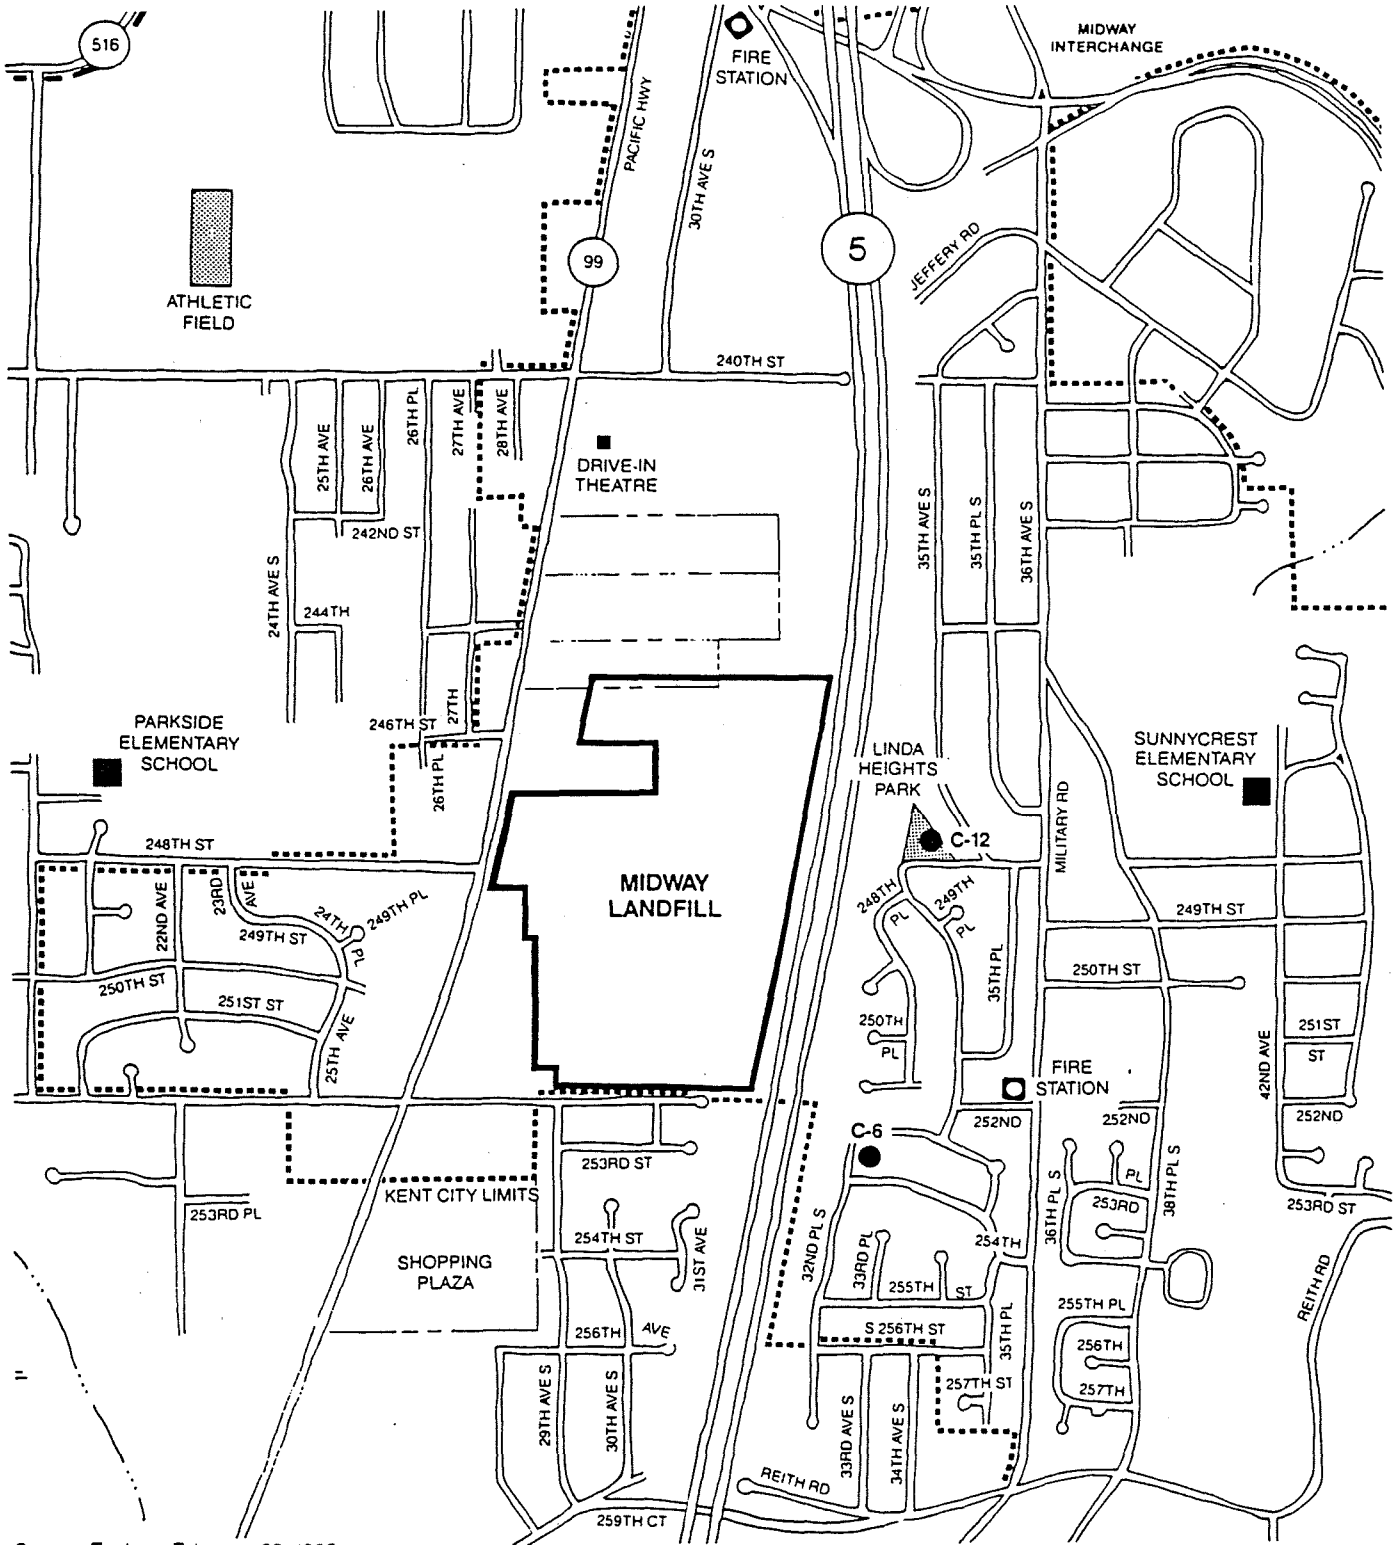 516
MIDWAY
INTERCHANGE
FIRE
STATION
PACIFIC HWY
30TH AVE S
99
5
JEFFERY RD
ATHLETIC
FIELD
240TH ST
25TH AVE
26TH AVE
26TH PL
27TH AVE
28TH AVE
DRIVE-IN
THEATRE
242ND ST
35TH AVE S
35TH PL S
36TH AVE S
24TH AVE S
244TH
PARKSIDE
ELEMENTARY
SCHOOL
246TH ST
27TH
26TH PL
LINDA
HEIGHTS
PARK
C-12
MILITARY RD
SUNNYCREST
ELEMENTARY
SCHOOL
248TH ST
MIDWAY
LANDFILL
22ND AVE
23RD
AVE
249TH ST
24TH
PL
249TH PL
248TH
PL
249TH
PL
35TH PL
249TH ST
250TH ST
250TH ST
251ST ST
25TH AVE
250TH
PL
251ST
ST
42ND AVE
FIRE
STATION
252ND
252ND
252ND
C-6
253RD ST
KENT CITY LIMITS
253RD PL
SHOPPING
PLAZA
254TH ST
31ST AVE
32ND PL S
33RD PL
254TH
255TH
ST
36TH PL S
PL
253RD
38TH PL S
253RD ST
REITH RD
S 256TH ST
35TH PL
255TH PL
256TH
257TH
256TH
AVE
257TH ST
29TH AVE S
30TH AVE S
33RD AVE S
34TH AVE S
REITH RD
259TH CT